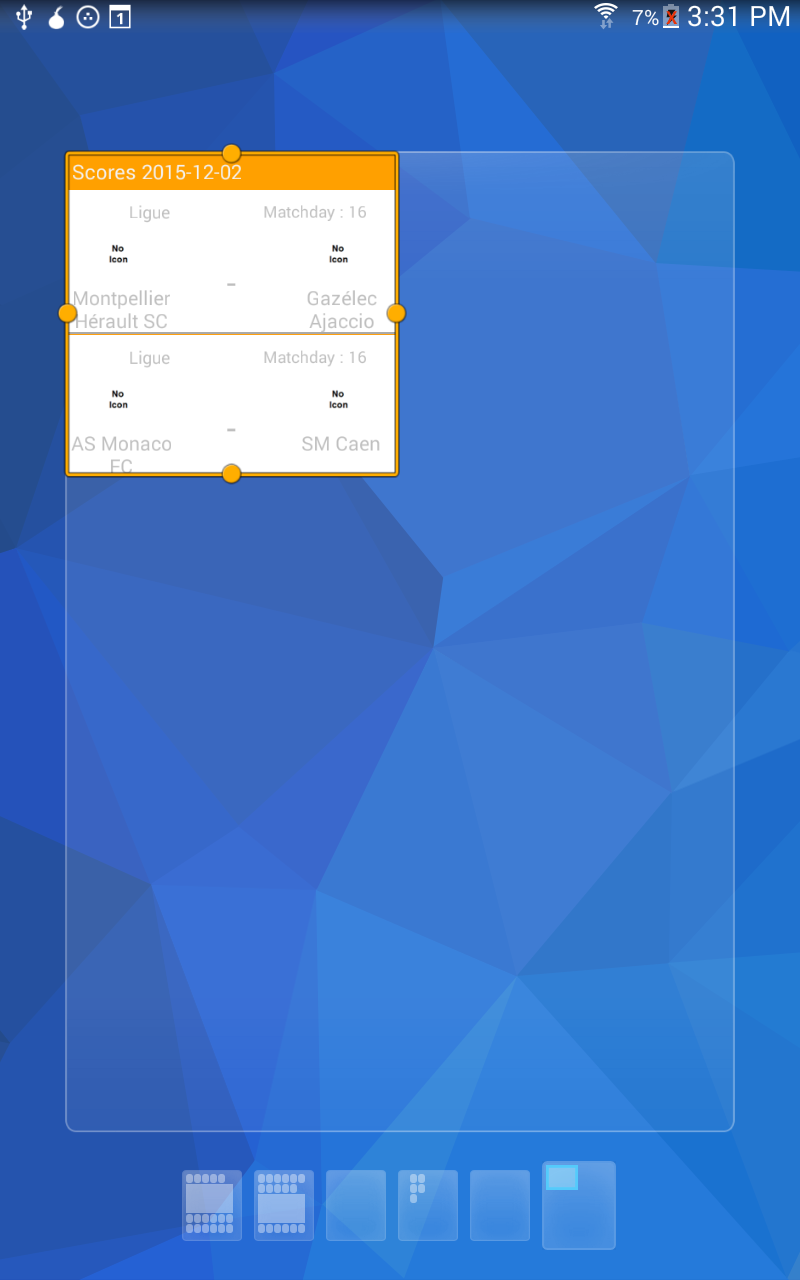 1 7% 3:31 PM
Scores 2015-12-02
Ligue Matchday : 16
No No
Icon Icon
-
Montpellier Gazélec
Hérault SC Ajaccio
Ligue Matchday : 16
No No
Icon Icon
-
AS Monaco SM Caen
FC